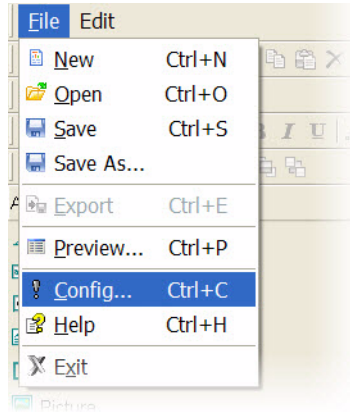 File Edit
New Ctrl+N
Open Ctrl+O
Save Ctrl+S
Save As...
Export Ctrl+E
Preview... Ctrl+P
Config... Ctrl+C
Help Ctrl+H
Exit
Picture